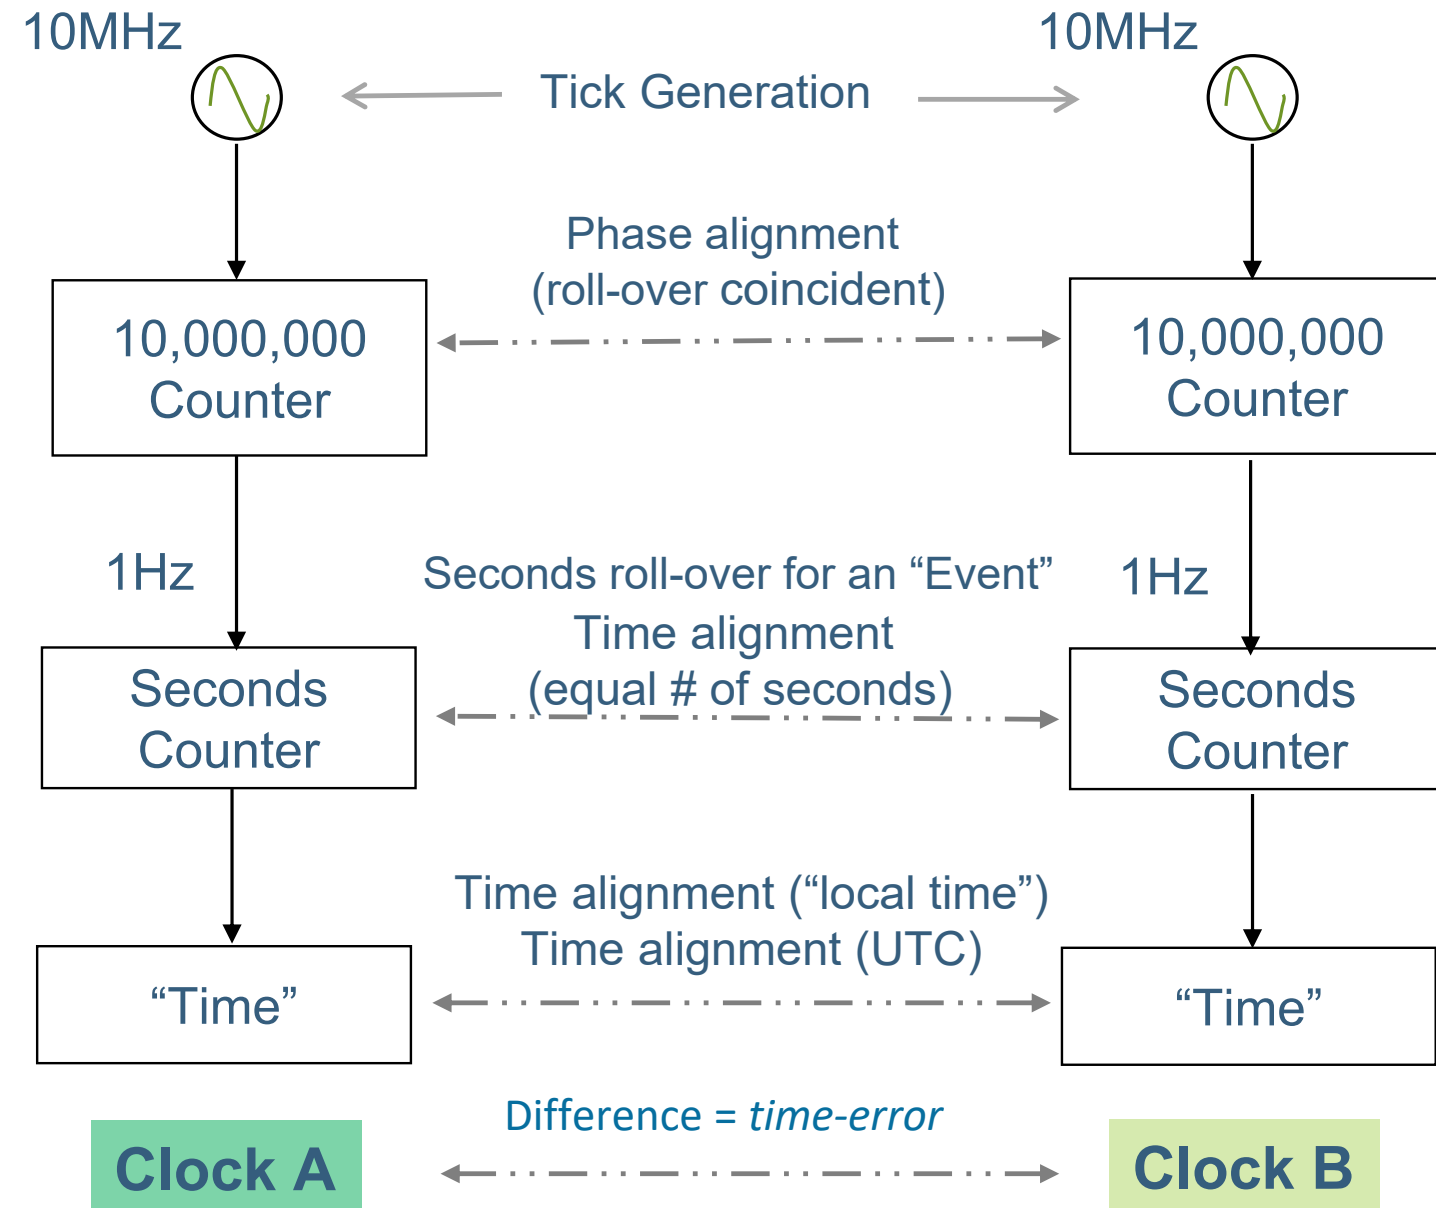 10MHz
10MHz
Tick Generation
Phase alignment
(roll-over coincident)
10,000,000
Counter
10,000,000
Counter
1Hz
Seconds roll-over for an “Event”
1Hz
Time alignment
(equal # of seconds)
Seconds
Counter
Seconds
Counter
Time alignment (“local time”)
Time alignment (UTC)
“Time”
“Time”
Difference = time-error
Clock A
Clock B